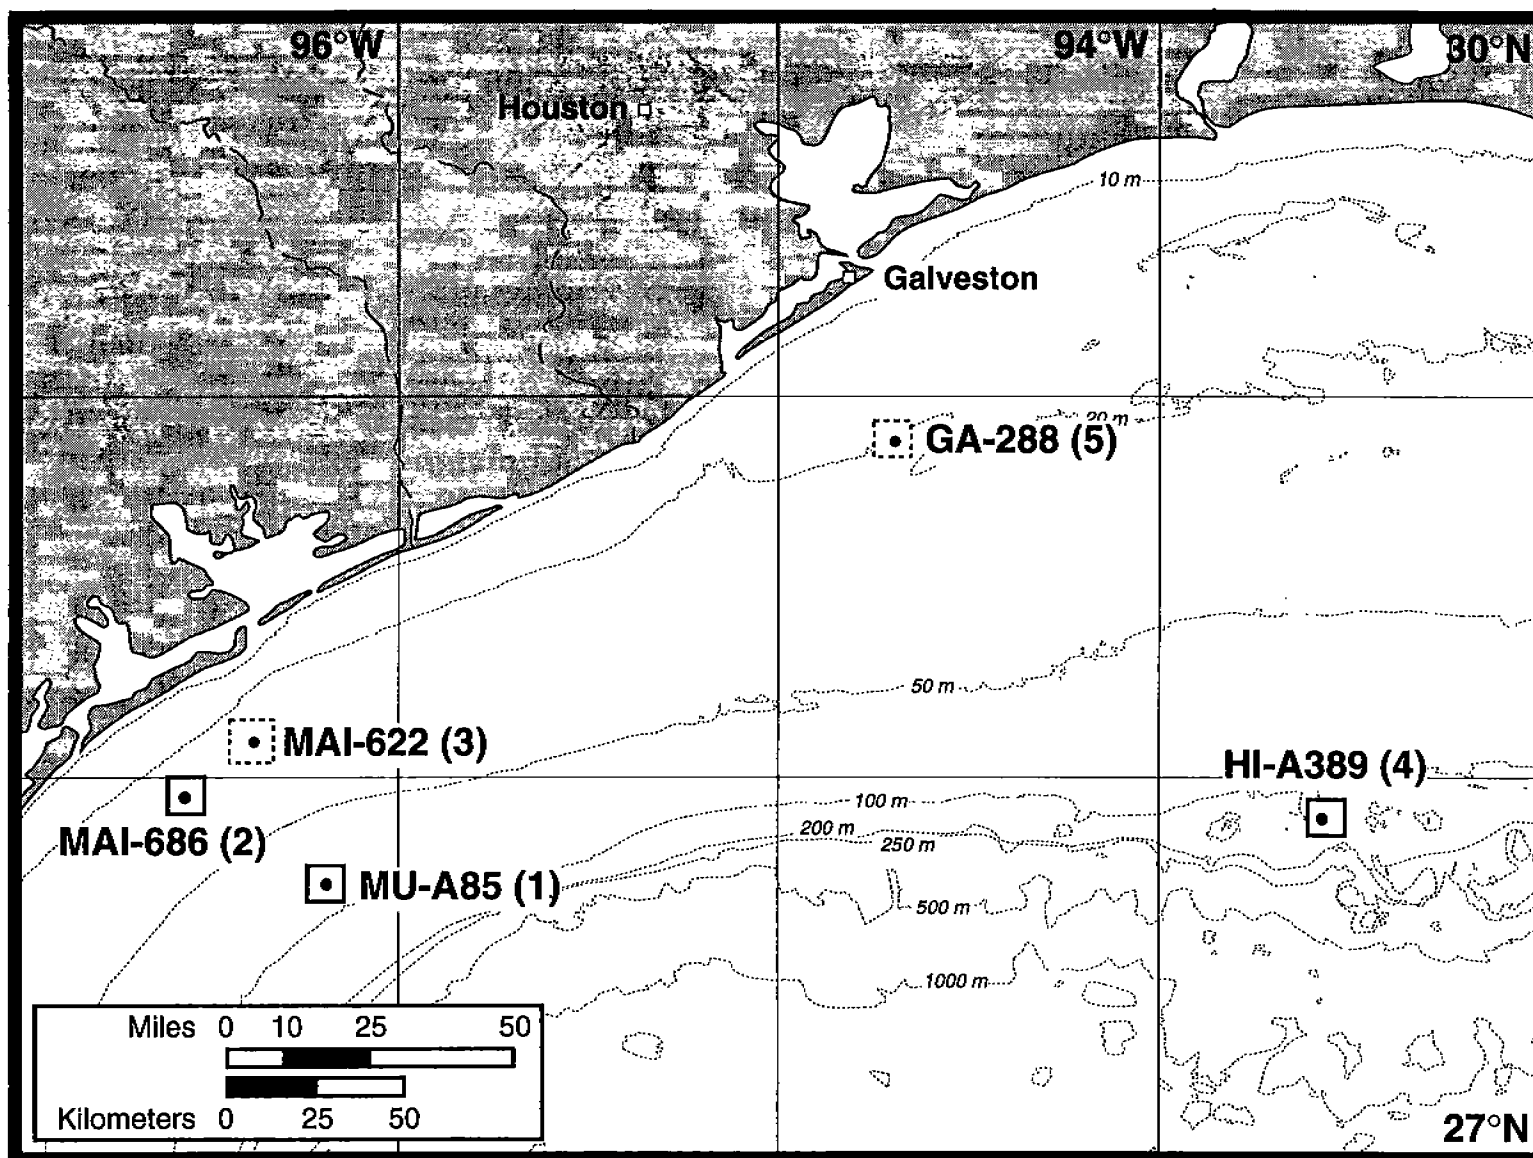 96°W
94°W
30°N
Houston
10 m
Galveston
20 m
GA-288 (5)
50 m
MAI-622 (3)
HI-A389 (4)
100 m
MAI-686 (2)
200 m
250 m
MU-A85 (1)
500 m
1000 m
Miles 0 10 25 50
Kilometers 0 25 50
27°N